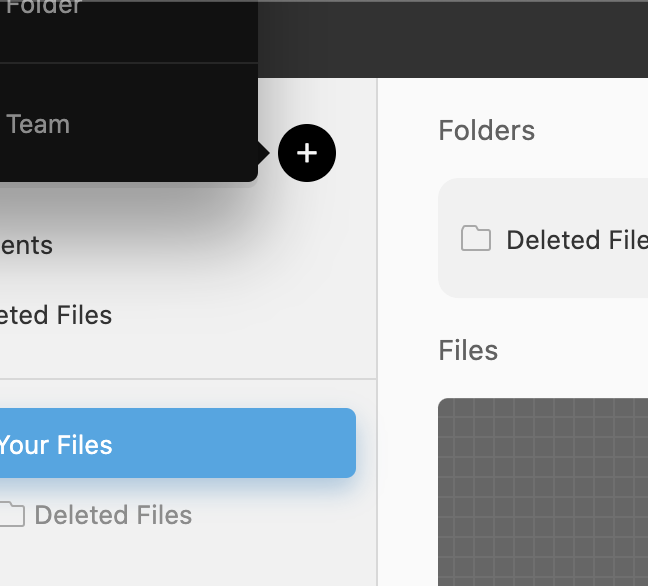 Folder
Team
+
ents
eted Files
Your Files
Deleted Files
Folders
Deleted File
Files